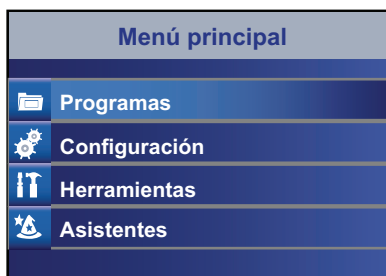 Menú principal
Programas
Configuración
Herramientas
Asistentes